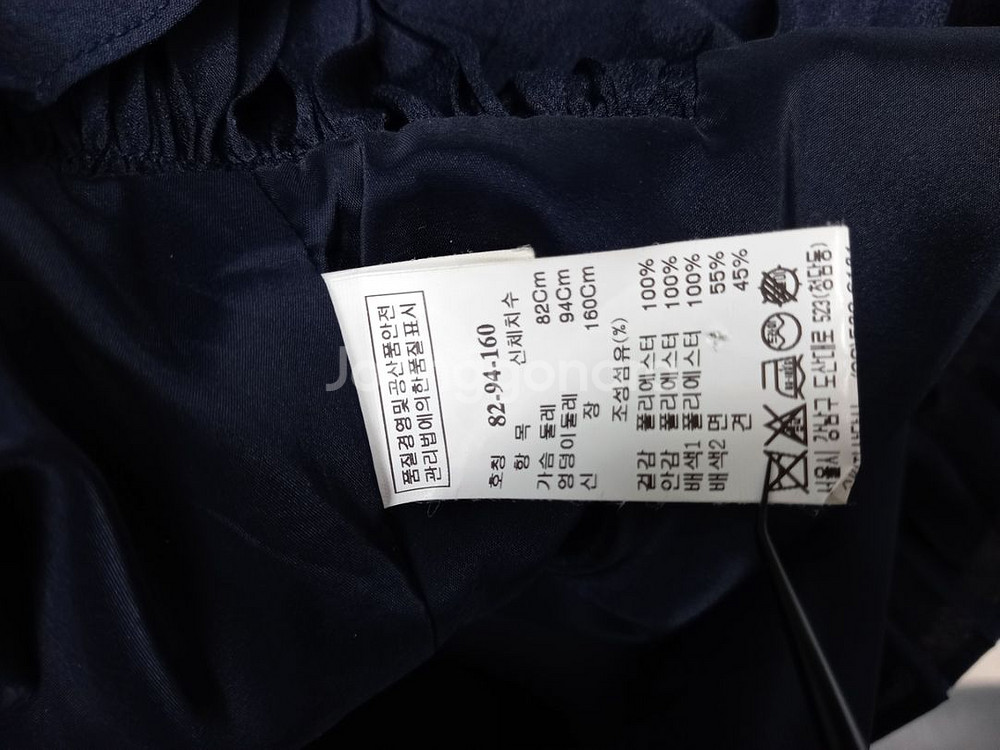 품질경영및 공산품안전
관리법에의한 품질표시
호칭 82-94-160
항 목 신체치수
가슴 둘레 82Cm
엉덩이둘레 94Cm
신 장 160Cm
조성섬유(%)
겉감 폴리에스터 100%
안감 폴리에스터 100%
배색1 폴리에스터 100%
배색2 면 55%
견 45%
서울시 강남구 도산대로 523(청담동)